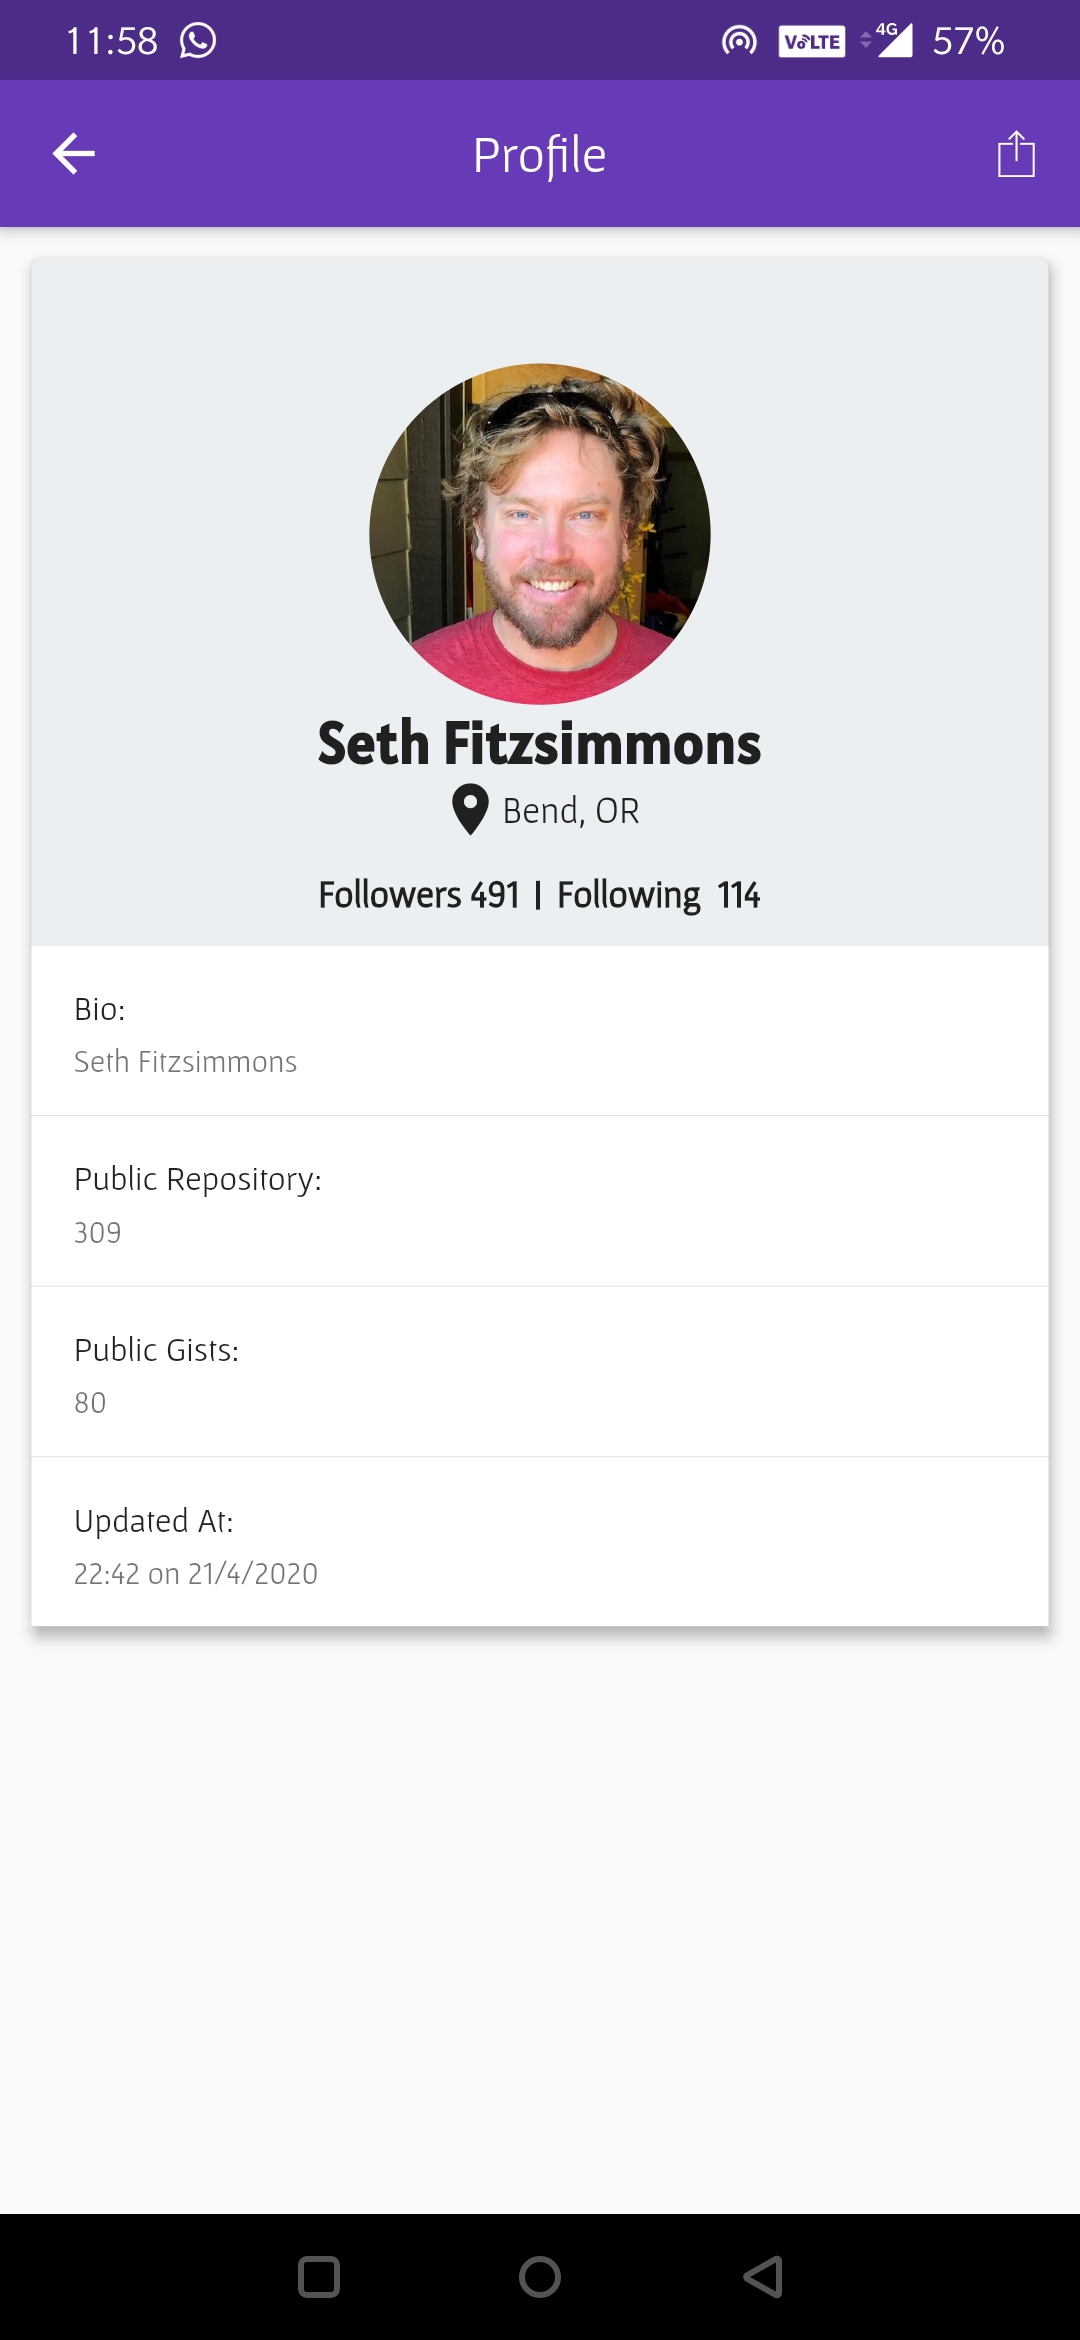 11:58 VoLTE 4G 57%
Profile
Seth Fitzsimmons
Bend, OR
Followers 491 | Following 114
Bio:
Seth Fitzsimmons
Public Repository:
309
Public Gists:
80
Updated At:
22:42 on 21/4/2020